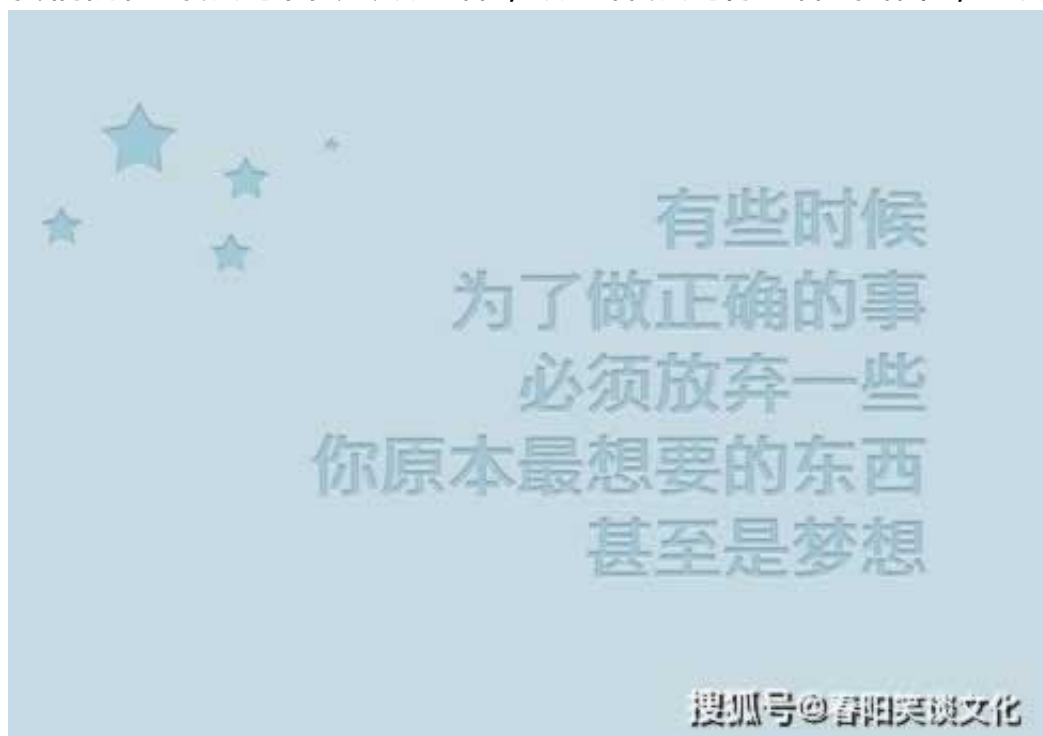 有些时候
为了做正确的事
必须放弃一些
你原本最想要的东西
甚至是梦想
搜狐号@春阳笑谈文化